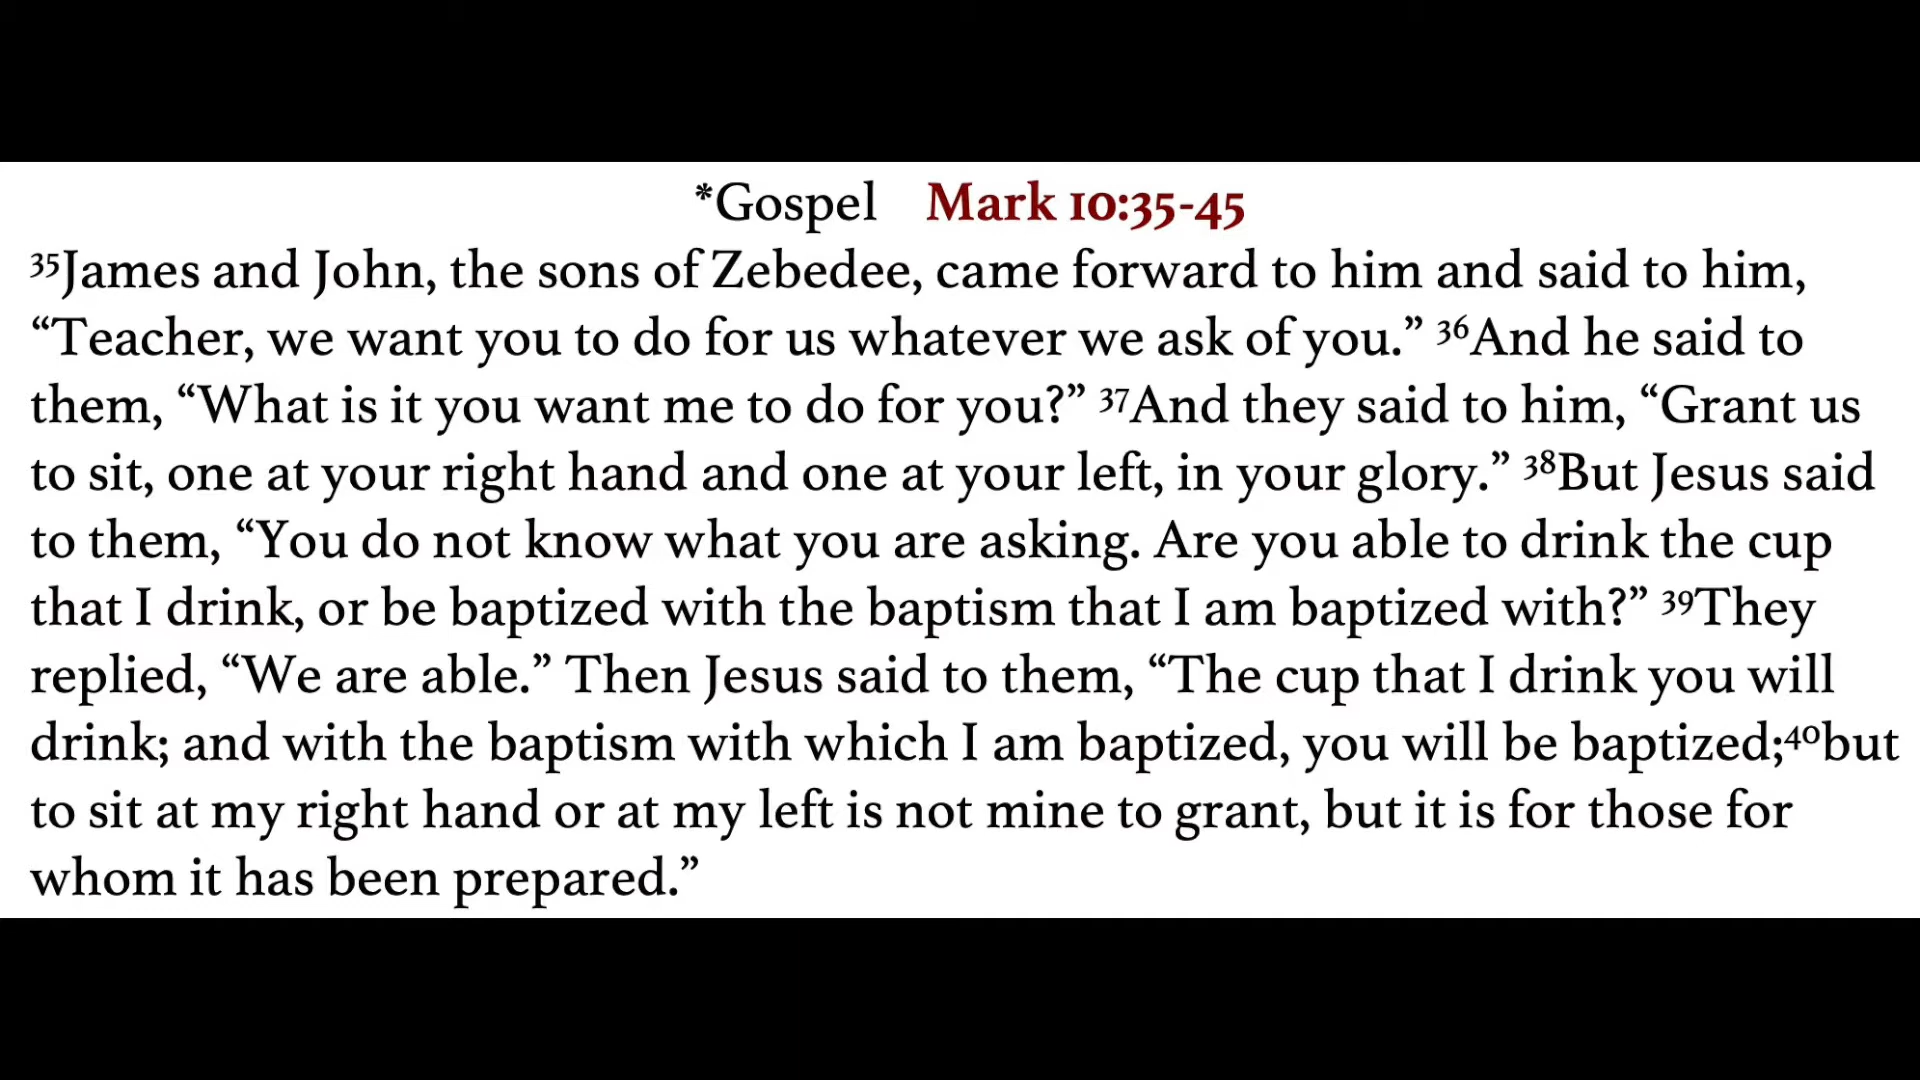 *Gospel Mark 10:35-45
³⁵James and John, the sons of Zebedee, came forward to him and said to him,
“Teacher, we want you to do for us whatever we ask of you.” ³⁶And he said to
them, “What is it you want me to do for you?” ³⁷And they said to him, “Grant us
to sit, one at your right hand and one at your left, in your glory.” ³⁸But Jesus said
to them, “You do not know what you are asking. Are you able to drink the cup
that I drink, or be baptized with the baptism that I am baptized with?” ³⁹They
replied, “We are able.” Then Jesus said to them, “The cup that I drink you will
drink; and with the baptism with which I am baptized, you will be baptized;⁴⁰but
to sit at my right hand or at my left is not mine to grant, but it is for those for
whom it has been prepared.”